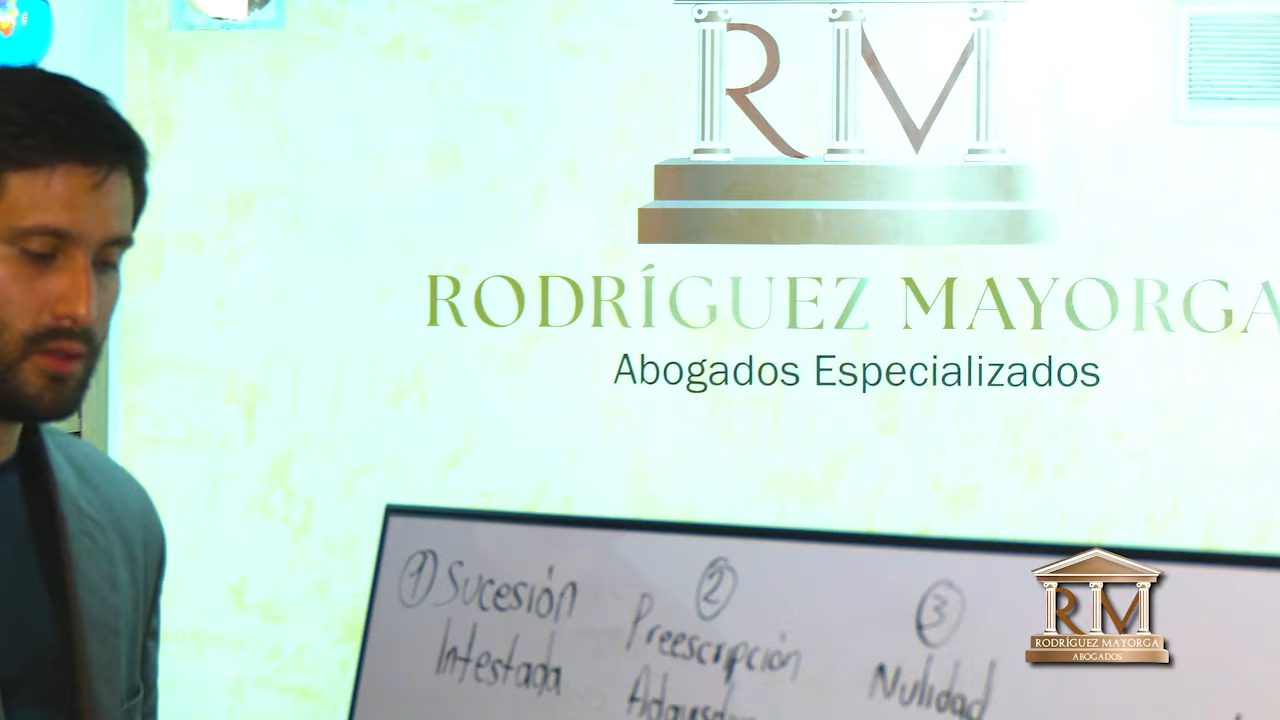 RM
RODRÍGUEZ MAYORGA
Abogados Especializados
① Sucesión
Intestada
②
Preescripción
③
Nulidad
RM
RODRÍGUEZ MAYORGA
ABOGADOS